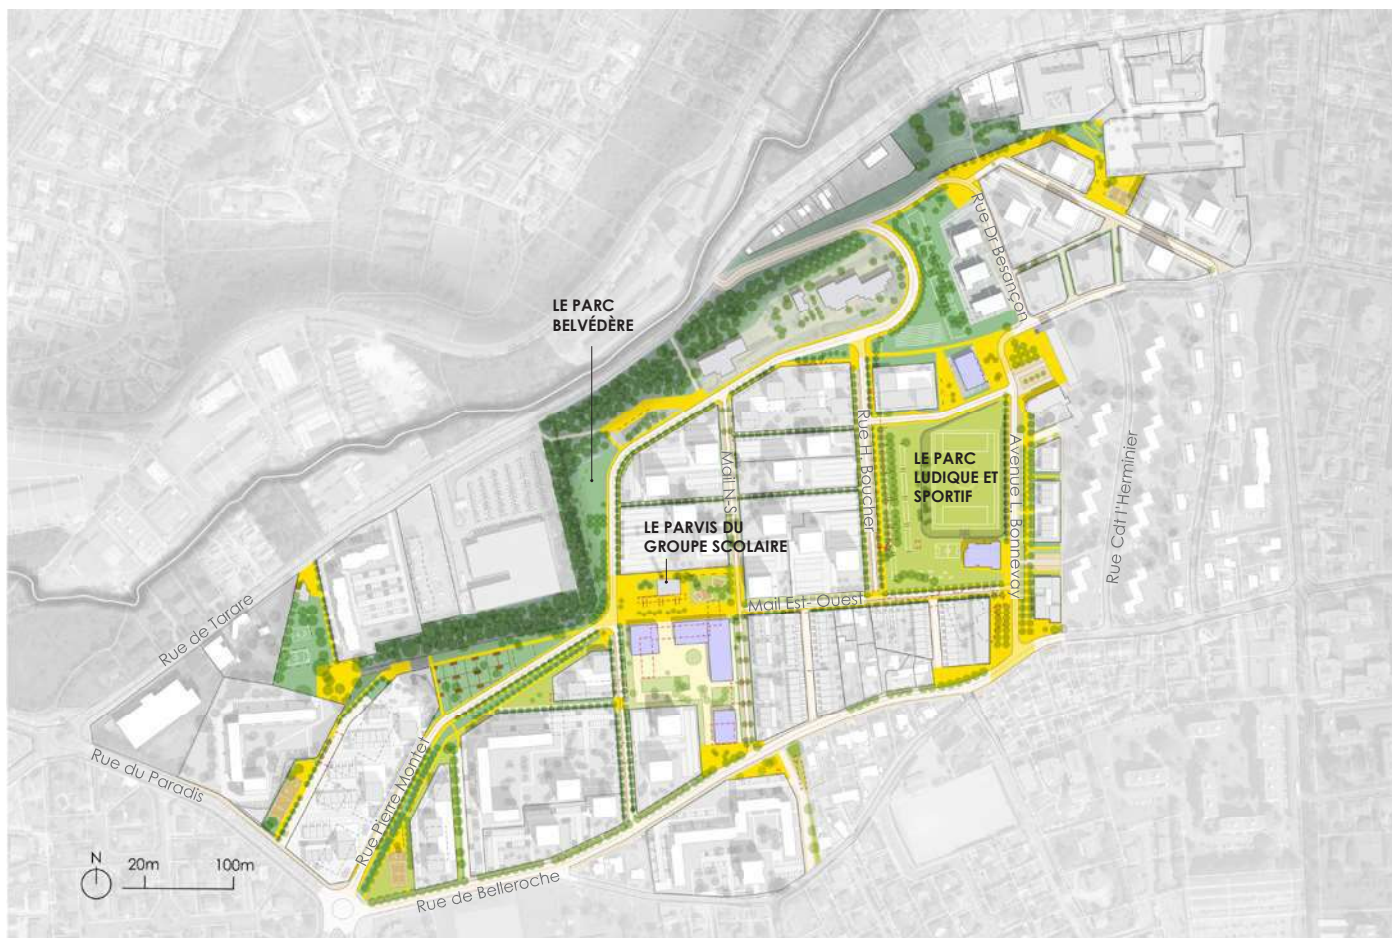 Rue Dr Besançon
LE PARC
BELVÉDÈRE
Rue H. Boucher
Mail N-S
LE PARC
LUDIQUE ET
SPORTIF
Avenue L. Bonnevay
Rue Cdt l'Herminier
LE PARVIS DU
GROUPE SCOLAIRE
Mail Est- Ouest
Rue de Tarare
Rue du Paradis
Rue Pierre Montet
Rue de Belleroche
N
20m
100m